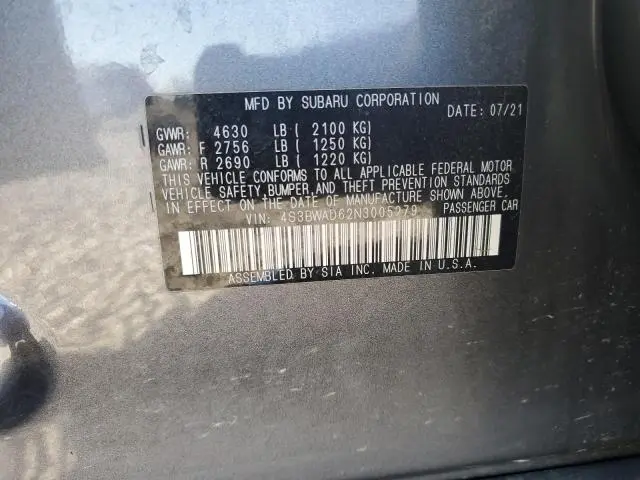 MFD BY SUBARU CORPORATION
DATE: 07/21
GVWR: 4630 LB ( 2100 KG)
GAWR: F 2756 LB ( 1250 KG)
GAWR: R 2690 LB ( 1220 KG)
THIS VEHICLE CONFORMS TO ALL APPLICABLE FEDERAL MOTOR
VEHICLE SAFETY,BUMPER,AND THEFT PREVENTION STANDARDS
IN EFFECT ON THE DATE OF MANUFACTURE SHOWN ABOVE.
VIN: 4S3BWAD62N3005279 PASSENGER CAR
ASSEMBLED BY SIA INC. MADE IN U.S.A.